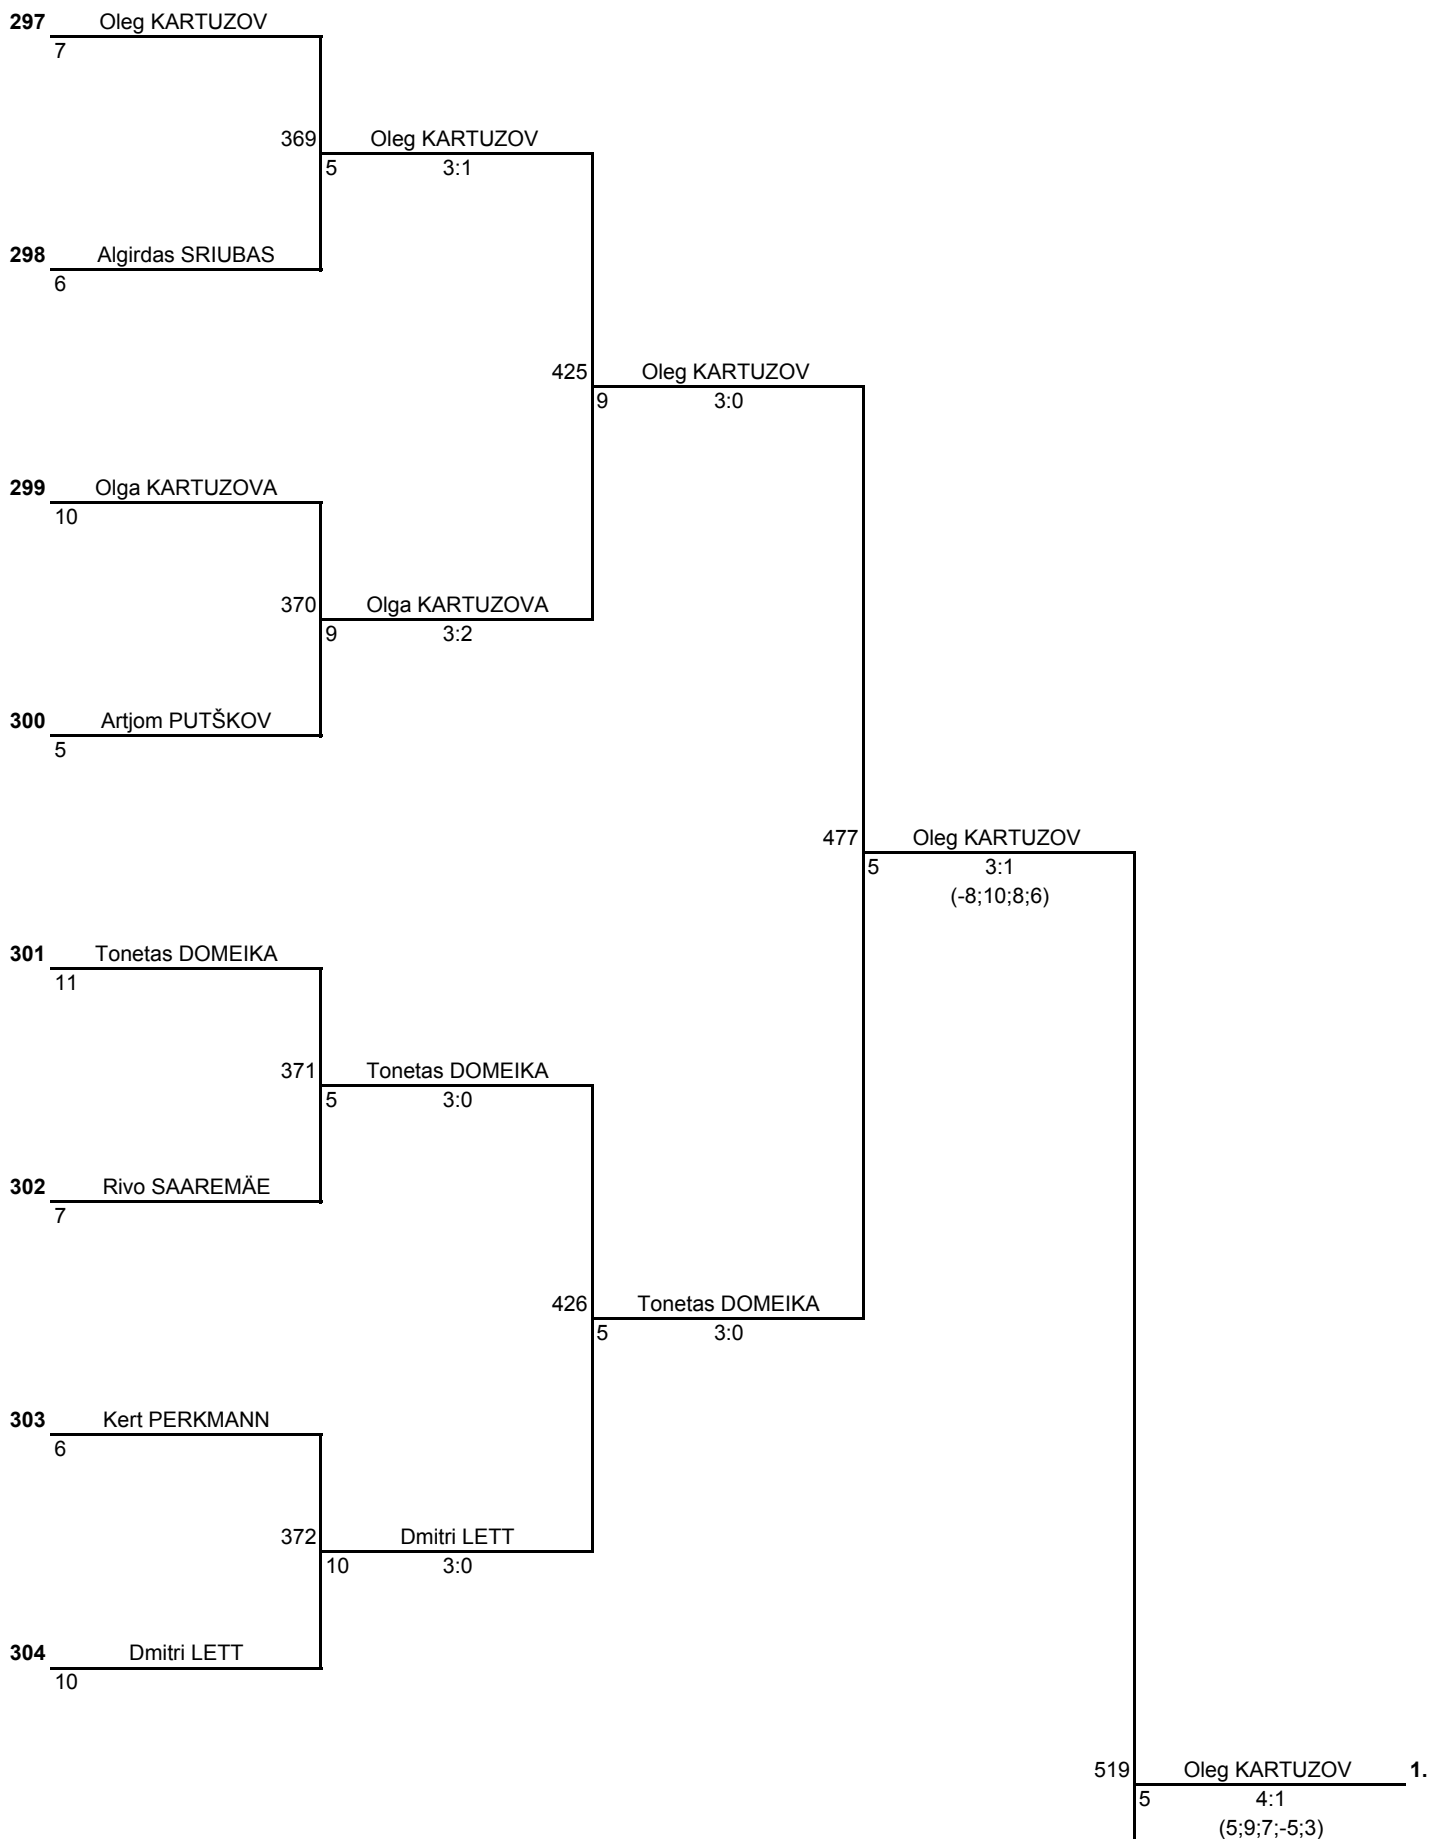 297 Oleg KARTUZOV
7
369 Oleg KARTUZOV
5 3:1
298 Algirdas SRIUBAS
6
425 Oleg KARTUZOV
9 3:0
299 Olga KARTUZOVA
10
370 Olga KARTUZOVA
9 3:2
300 Artjom PUTŠKOV
5
477 Oleg KARTUZOV
5 3:1
(-8;10;8;6)
301 Tonetas DOMEIKA
11
371 Tonetas DOMEIKA
5 3:0
302 Rivo SAAREMÄE
7
426 Tonetas DOMEIKA
5 3:0
303 Kert PERKMANN
6
372 Dmitri LETT
10 3:0
304 Dmitri LETT
10
519 Oleg KARTUZOV 1.
5 4:1
(5;9;7;-5;3)